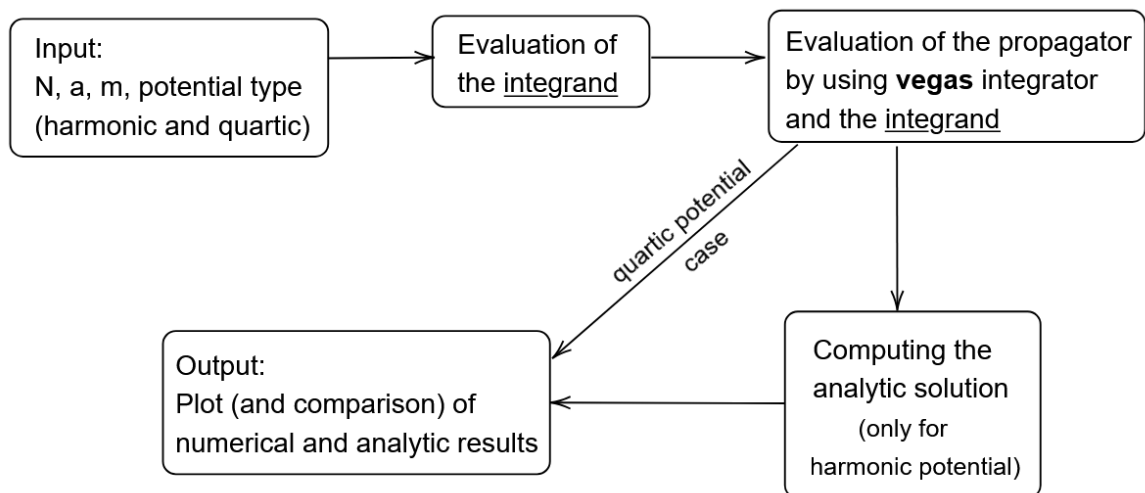 Input:
N, a, m, potential type
(harmonic and quartic)
Evaluation of
the integrand
Evaluation of the propagator
by using vegas integrator
and the integrand
quartic potential
case
Computing the
analytic solution
(only for
harmonic potential)
Output:
Plot (and comparison) of
numerical and analytic results